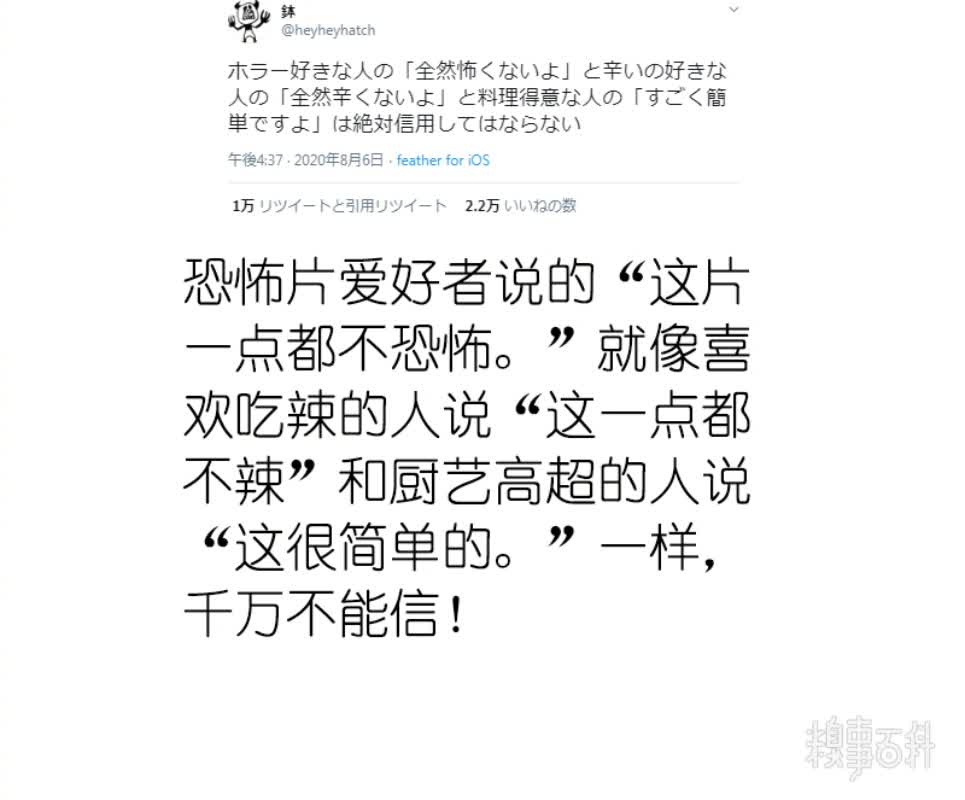 鉢
@heyheyhatch
ホラー好きな人の「全然怖くないよ」と辛いの好きな
人の「全然辛くないよ」と料理得意な人の「すごく簡
単ですよ」は絶対信用してはならない
午後4:37 · 2020年8月6日 · feather for iOS
1万 リツイートと引用リツイート 2.2万 いいねの数
恐怖片爱好者说的“这片
一点都不恐怖。”就像喜
欢吃辣的人说“这一点都
不辣”和厨艺高超的人说
“这很简单的。”一样，
千万不能信！
糗事百科